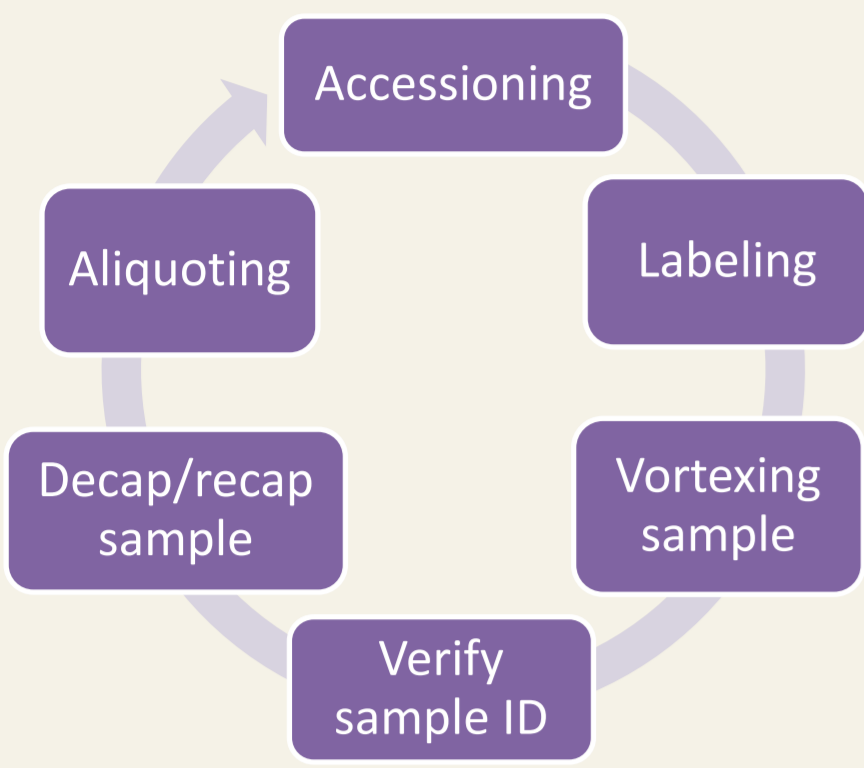 Accessioning
Labeling
Vortexing
sample
Verify
sample ID
Decap/recap
sample
Aliquoting